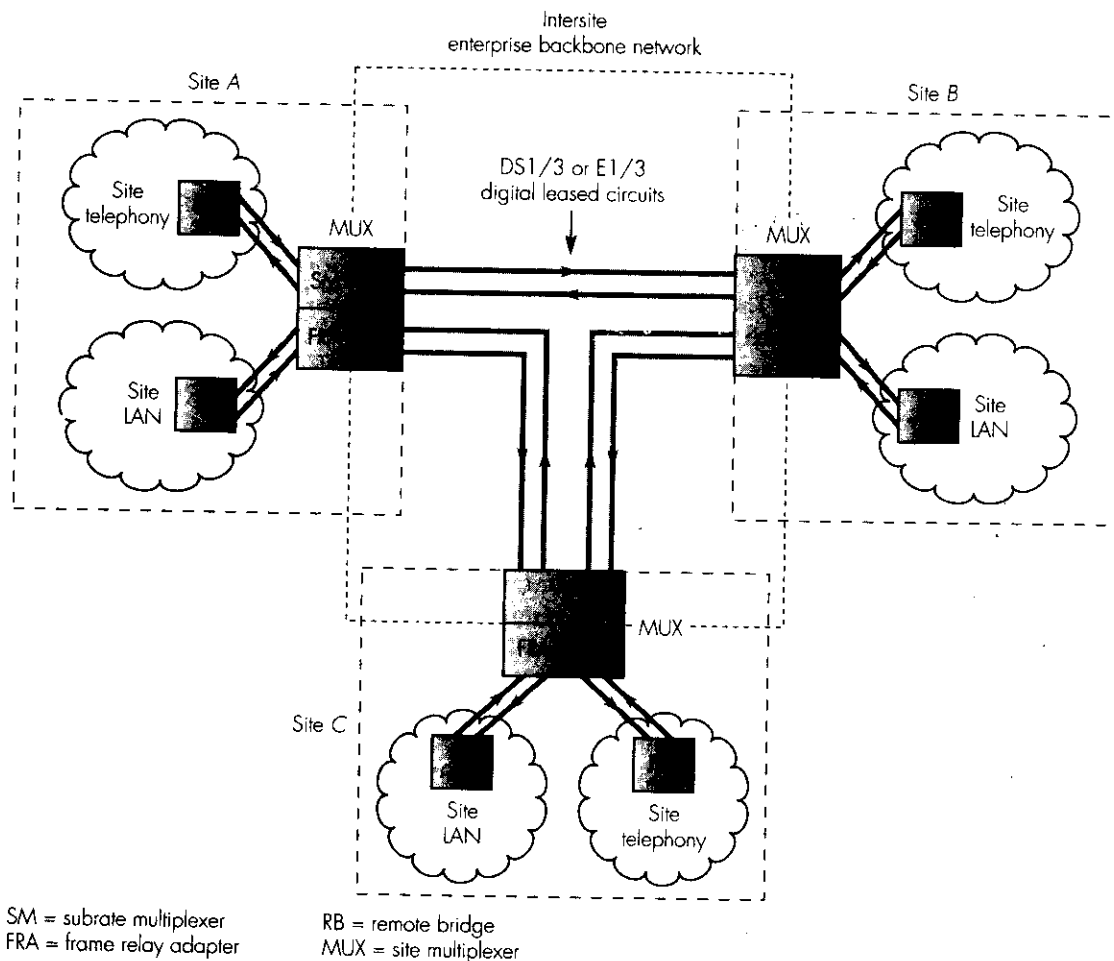 Intersite
enterprise backbone network
Site A
Site B
DS1/3 or E1/3
digital leased circuits
Site
telephony
MUX
MUX
Site
telephony
Site
LAN
Site
LAN
MUX
Site C
Site
LAN
Site
telephony
SM = subrate multiplexer
FRA = frame relay adapter
RB = remote bridge
MUX = site multiplexer